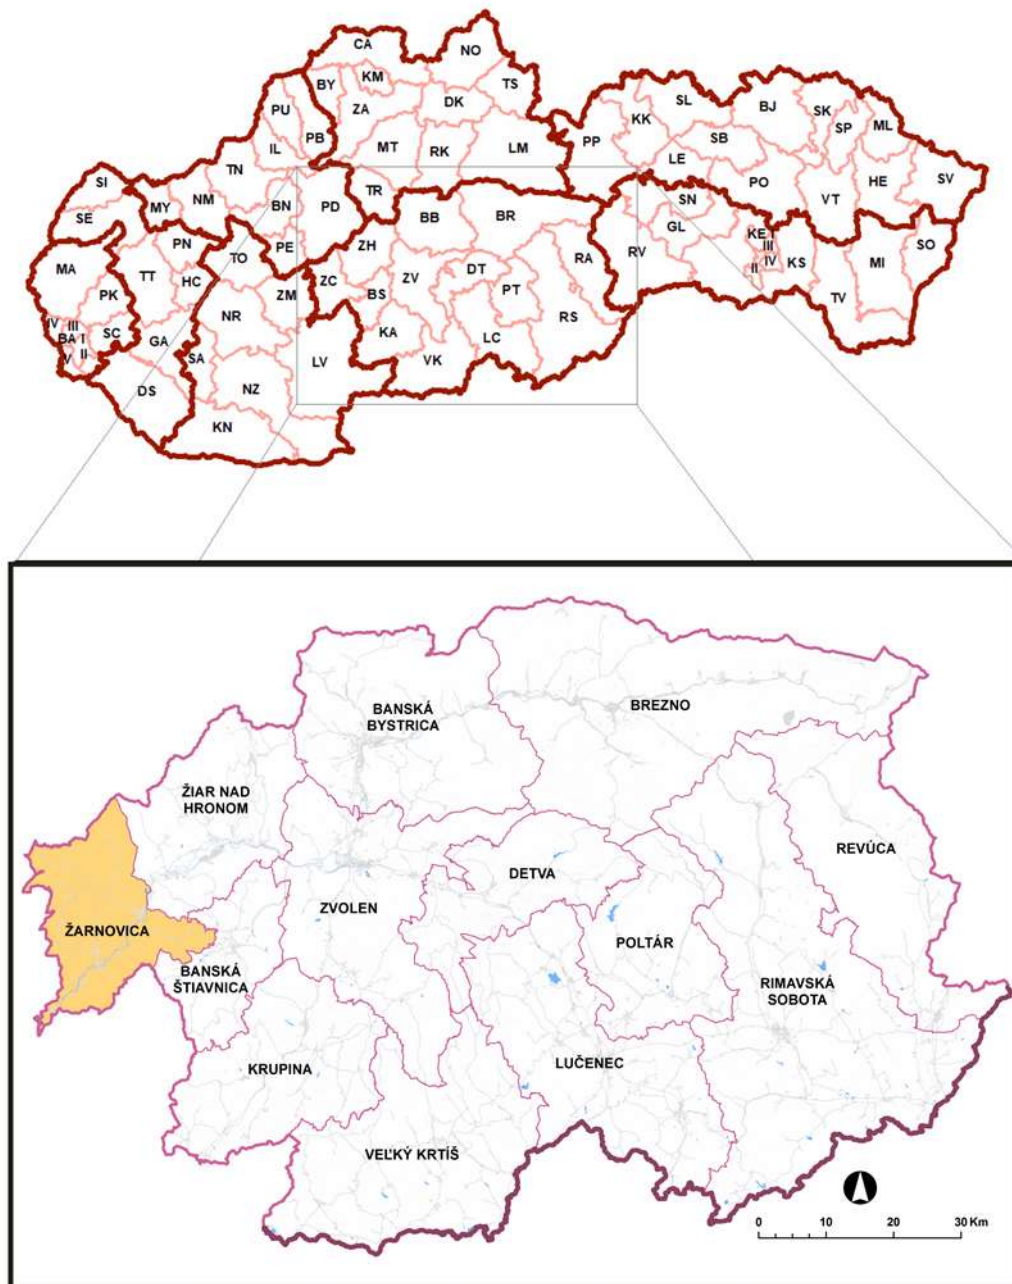 CA
NO
BY
KM
TS
PU
ZA
DK
PB
MT
RK
LM
IL
TN
SI
SE
MY
NM
BN
PD
TR
PP
KK
SL
BJ
SK
SP
ML
LE
SB
PO
VT
HE
SV
SN
GL
RV
KE I
III
IV
II
KS
TV
MI
SO
BB
BR
ZH
ZC
BS
ZV
DT
PT
RA
RS
KA
VK
LC
PE
PN
TO
MA
TT
HC
ZM
PK
NR
IV
III
BA
I
II
V
SC
GA
SA
LV
DS
NZ
KN
BANSKÁ
BYSTRICA
BREZNO
ŽIAR NAD
HRONOM
REVÚCA
DETVA
ZVOLEN
ŽARNOVICA
POLTÁR
BANSKÁ
ŠTIAVNICA
RIMAVSKÁ
SOBOTA
KRUPINA
LUČENEC
VEĽKÝ KRTÍŠ
0 10 20 30 Km